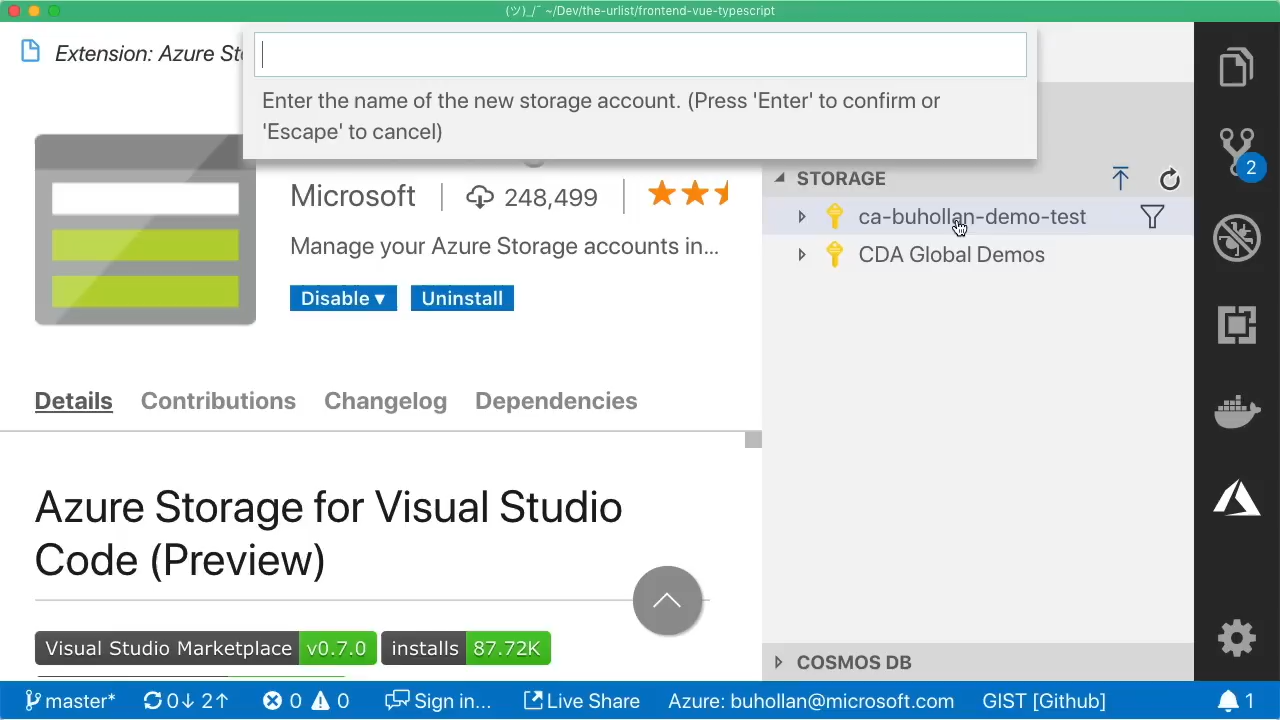 (ツ)_/¯ ~/Dev/the-urlist/frontend-vue-typescript
Extension: Azure Sto
Enter the name of the new storage account. (Press 'Enter' to confirm or
'Escape' to cancel)
Microsoft | 248,499
Manage your Azure Storage accounts in...
Disable ▾ Uninstall
Details Contributions Changelog Dependencies
Azure Storage for Visual Studio
Code (Preview)
Visual Studio Marketplace v0.7.0 installs 87.72K
STORAGE
ca-buhollan-demo-test
CDA Global Demos
COSMOS DB
2
master* 0↓ 2↑ 0 0 Sign in... Live Share Azure: buhollan@microsoft.com GIST [Github] 1